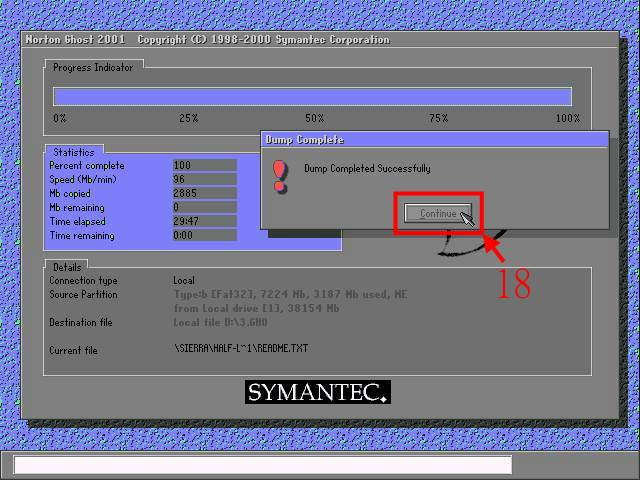 Norton Ghost 2001   Copyright (C) 1998-2000 Symantec Corporation
Progress Indicator
0% 25% 50% 75% 100%
Dump Complete
Dump Completed Successfully
Continue
18
Statistics
Percent complete 100
Speed (Mb/min) 96
Mb copied 2885
Mb remaining 0
Time elapsed 29:47
Time remaining 0:00
Details
Connection type Local
Source Partition Type:b [Fat32], 7224 Mb, 3187 Mb used, ME
from Local drive [1], 38154 Mb
Destination file Local file D:\3.GHO
Current file \SIERRA\HALF-L~1\README.TXT
SYMANTEC.